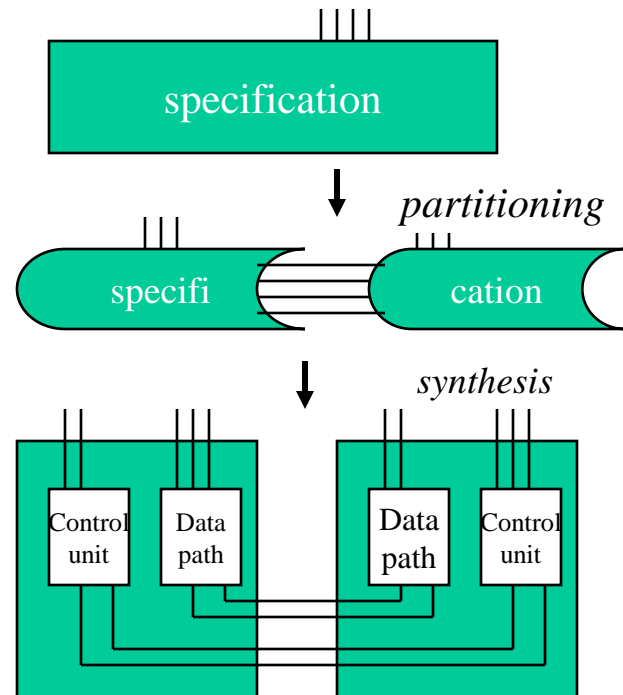 specification
partitioning
specifi
cation
synthesis
Control
unit
Data
path
Data
path
Control
unit